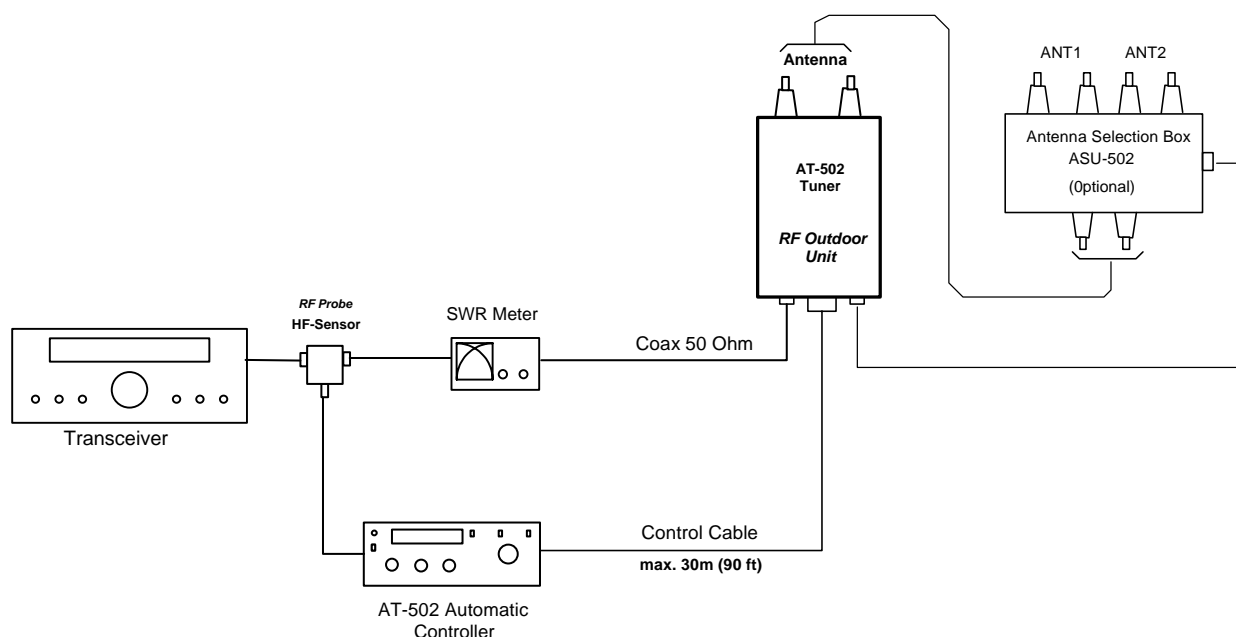 Antenna
ANT1
ANT2
Antenna Selection Box
ASU-502
(0ptional)
AT-502
Tuner
RF Outdoor
Unit
RF Probe
HF-Sensor
SWR Meter
Coax 50 Ohm
Transceiver
Control Cable
max. 30m (90 ft)
AT-502 Automatic
Controller